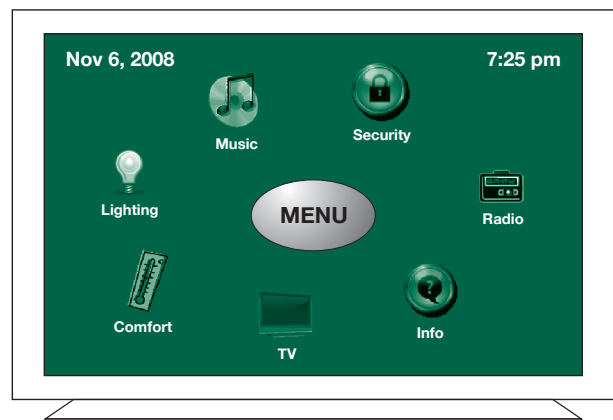 Nov 6, 2008
7:25 pm
Music
Security
Lighting
MENU
Radio
Comfort
TV
Info